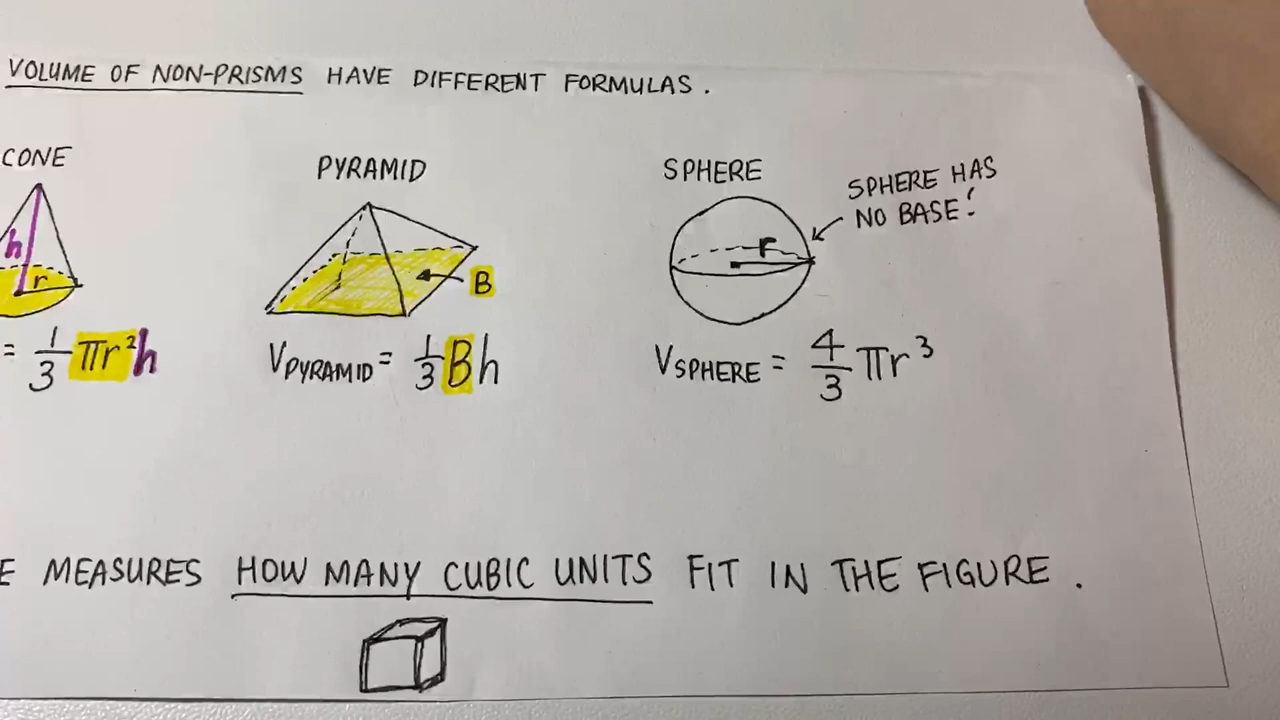 VOLUME OF NON-PRISMS HAVE DIFFERENT FORMULAS.
CONE
h
r
= 1/3 πr²h
PYRAMID
B
VPYRAMID = 1/3 Bh
SPHERE
SPHERE HAS
NO BASE!
r
VSPHERE = 4/3 πr³
E MEASURES HOW MANY CUBIC UNITS FIT IN THE FIGURE.